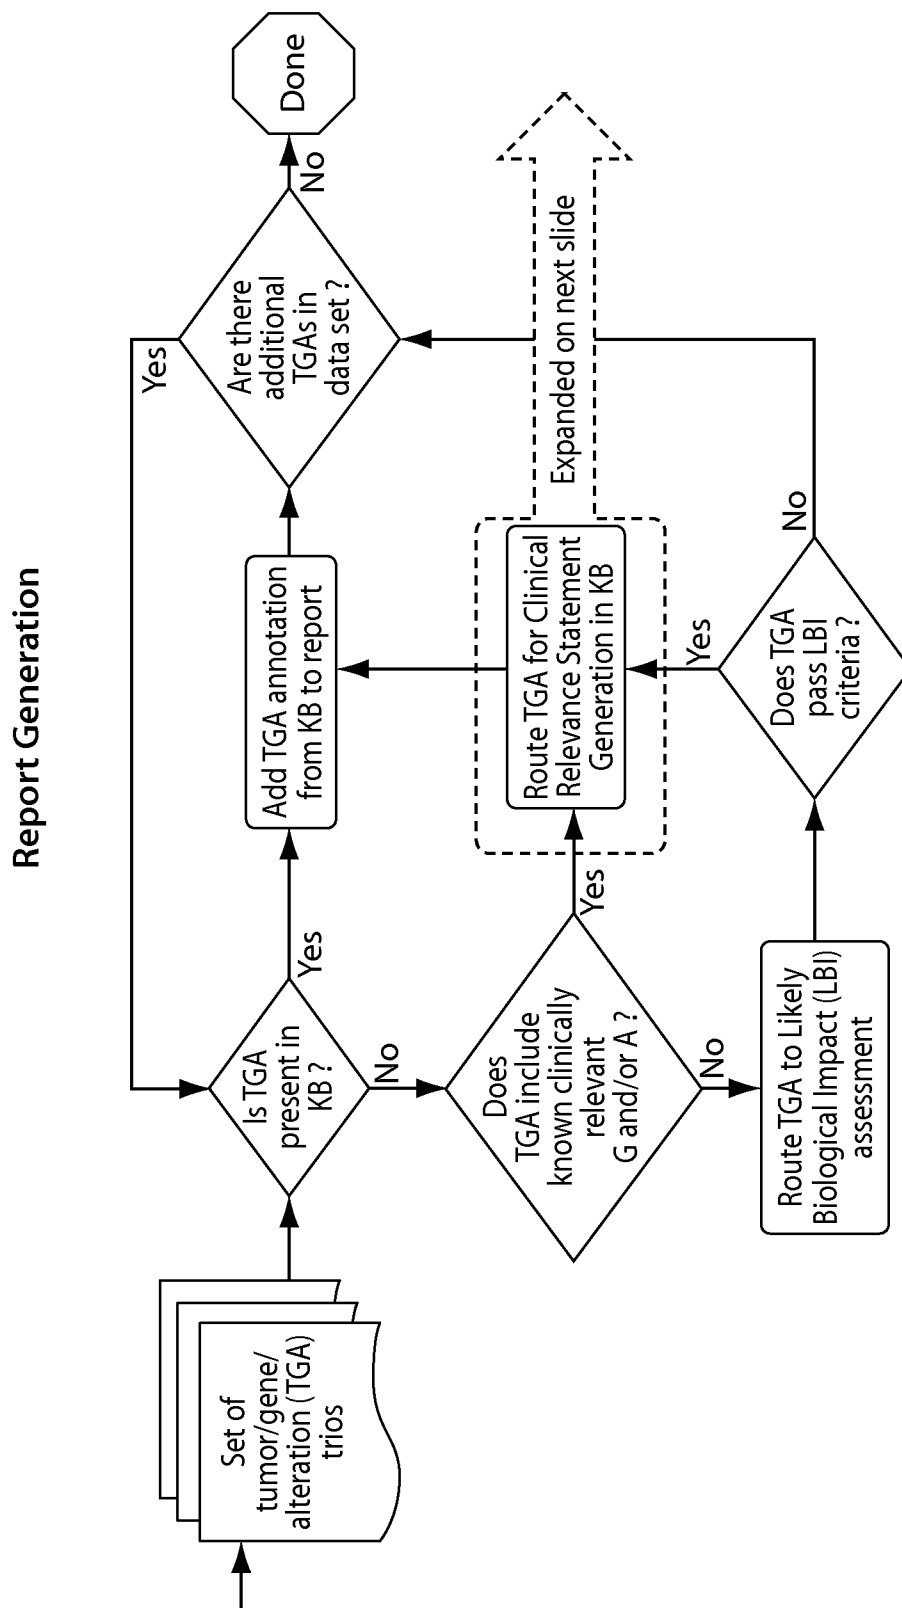 Report Generation
Set of
tumor/gene/
alteration (TGA)
trios
Is TGA
present in
KB ?
Yes
No
Add TGA annotation
from KB to report
Are there
additional
TGAs in
data set ?
Yes
No
Done
Does
TGA include
known clinically
relevant
G and/or A ?
Yes
No
Route TGA for Clinical
Relevance Statement
Generation in KB
Expanded on next slide
Route TGA to Likely
Biological Impact (LBI)
assessment
Does TGA
pass LBI
criteria ?
Yes
No